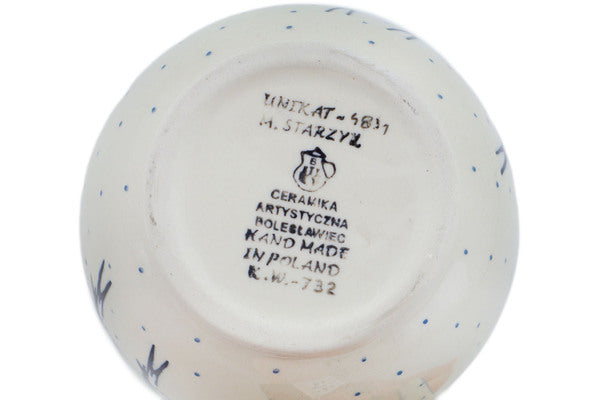 UNIKAT - 4831
M. STARZYK
B
CERAMIKA
ARTYSTYCZNA
BOLESŁAWIEC
HAND MADE
IN POLAND
K.W.-732